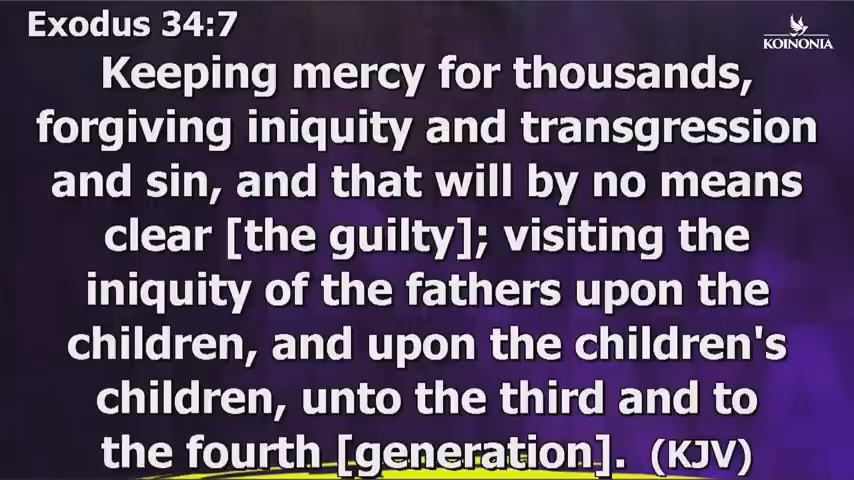 Exodus 34:7
KOINONIA
Keeping mercy for thousands,
forgiving iniquity and transgression
and sin, and that will by no means
clear [the guilty]; visiting the
iniquity of the fathers upon the
children, and upon the children's
children, unto the third and to
the fourth [generation]. (KJV)